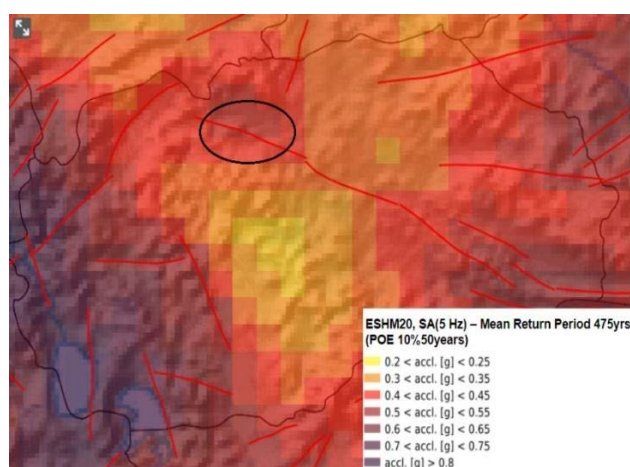 ESHM20, SA(5 Hz) – Mean Return Period 475yrs
(POE 10%50years)
0.2 < accl. [g] < 0.25
0.3 < accl. [g] < 0.35
0.4 < accl. [g] < 0.45
0.5 < accl. [g] < 0.55
0.6 < accl. [g] < 0.65
0.7 < accl. [g] < 0.75
accl. [g] > 0.8